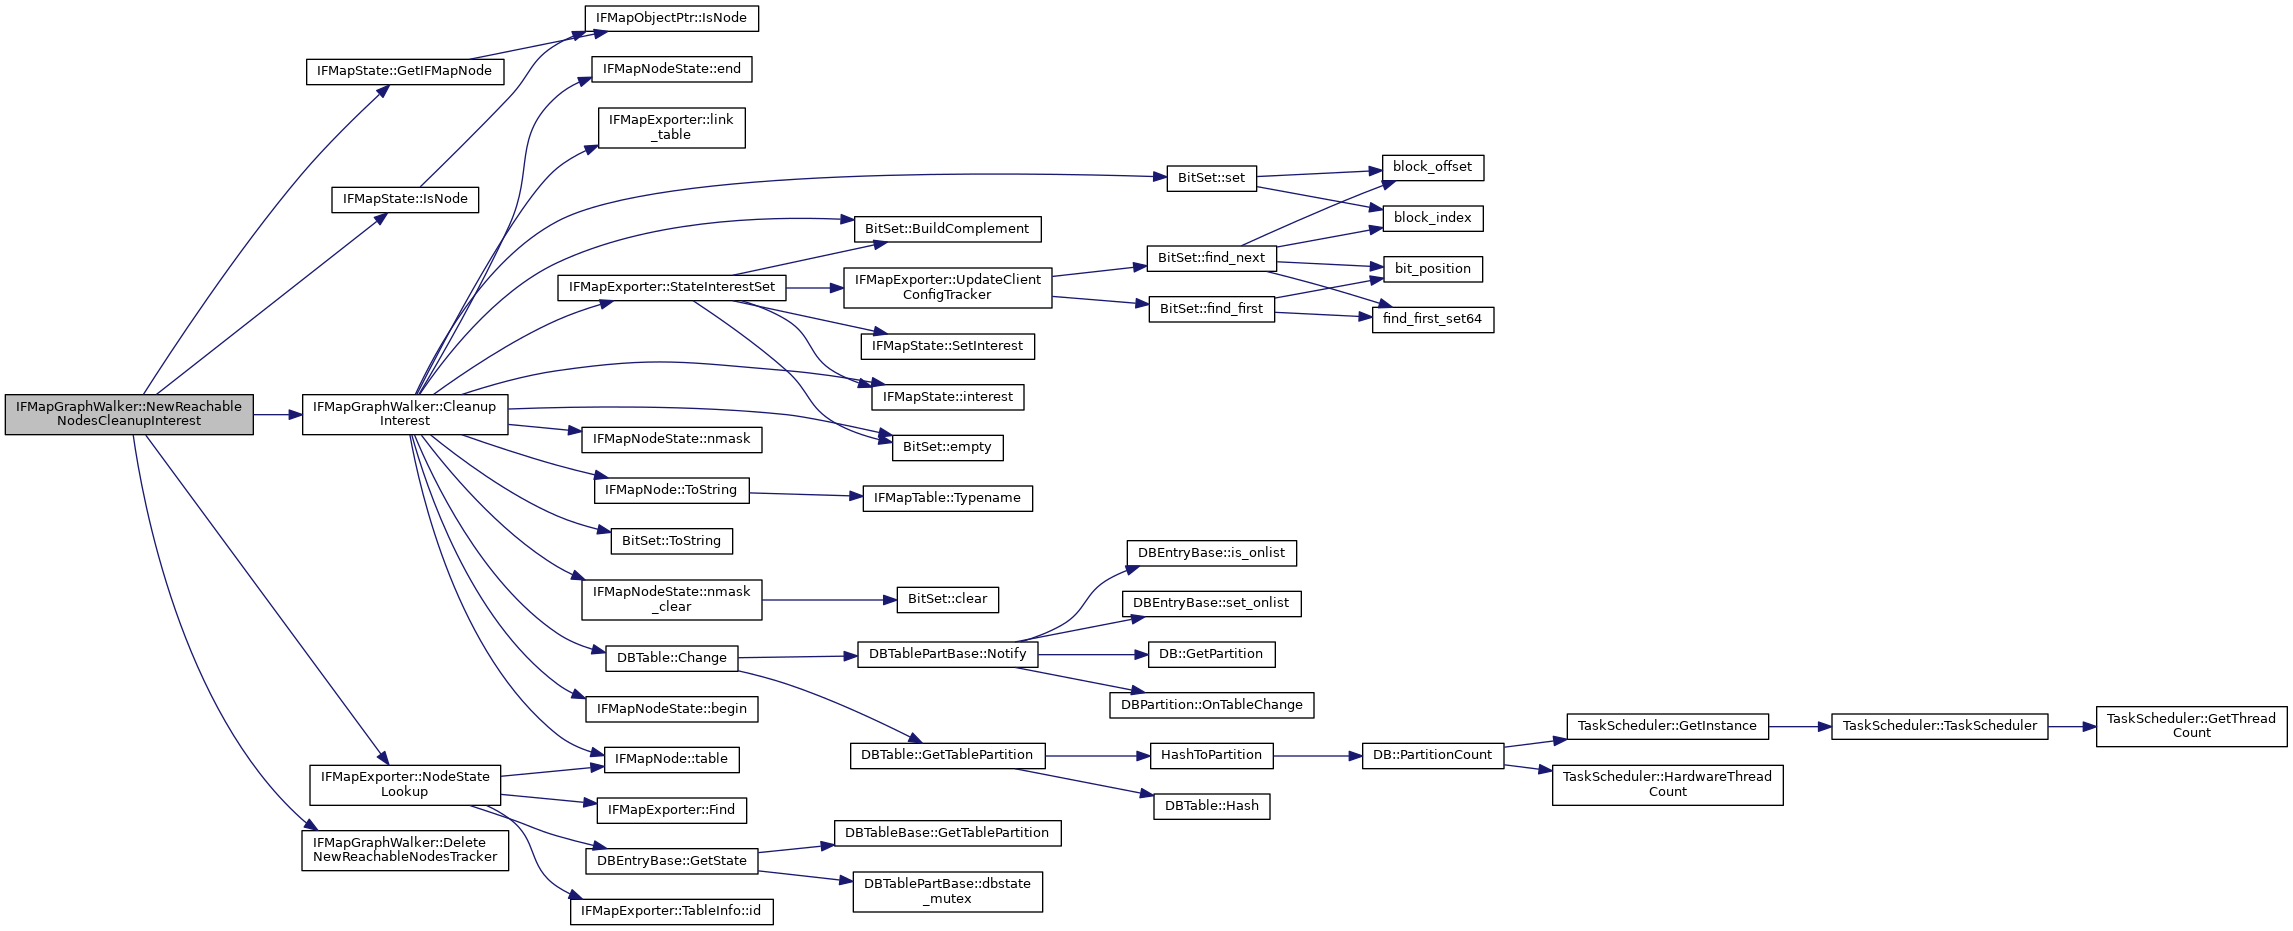 IFMapGraphWalker::NewReachable
NodesCleanupInterest
IFMapState::GetIFMapNode
IFMapState::IsNode
IFMapGraphWalker::Cleanup
Interest
IFMapExporter::NodeState
Lookup
IFMapGraphWalker::Delete
NewReachableNodesTracker
IFMapObjectPtr::IsNode
IFMapNodeState::end
IFMapExporter::link
_table
IFMapExporter::StateInterestSet
IFMapNodeState::nmask
IFMapNode::ToString
BitSet::ToString
IFMapNodeState::nmask
_clear
DBTable::Change
IFMapNodeState::begin
IFMapNode::table
IFMapExporter::Find
DBEntryBase::GetState
IFMapExporter::TableInfo::id
BitSet::BuildComplement
IFMapExporter::UpdateClient
ConfigTracker
IFMapState::SetInterest
IFMapState::interest
BitSet::empty
IFMapTable::Typename
BitSet::clear
DBTablePartBase::Notify
DBTable::GetTablePartition
DBTableBase::GetTablePartition
DBTablePartBase::dbstate
_mutex
BitSet::set
BitSet::find_next
BitSet::find_first
DBEntryBase::is_onlist
DBEntryBase::set_onlist
DB::GetPartition
DBPartition::OnTableChange
HashToPartition
DBTable::Hash
block_offset
block_index
bit_position
find_first_set64
DB::PartitionCount
TaskScheduler::GetInstance
TaskScheduler::HardwareThread
Count
TaskScheduler::TaskScheduler
TaskScheduler::GetThread
Count